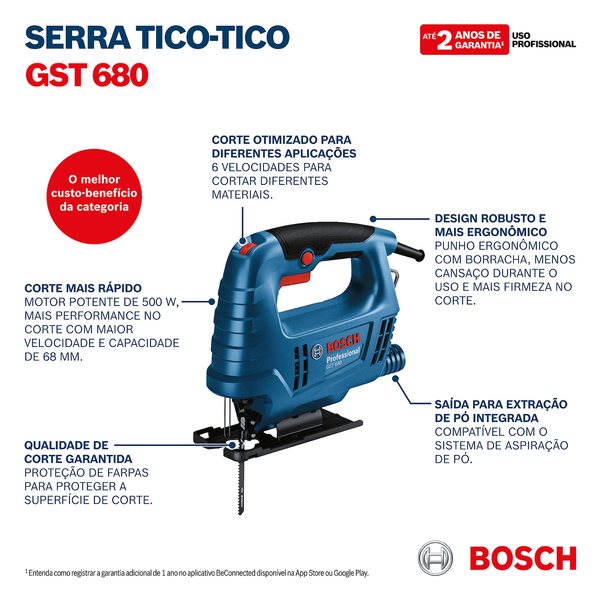 SERRA TICO-TICO
GST 680
ATÉ 2 ANOS DE GARANTIA¹
USO PROFISSIONAL
O melhor
custo-benefício
da categoria
CORTE OTIMIZADO PARA
DIFERENTES APLICAÇÕES
6 VELOCIDADES PARA
CORTAR DIFERENTES
MATERIAIS.
DESIGN ROBUSTO E
MAIS ERGONÔMICO
PUNHO ERGONÔMICO
COM BORRACHA, MENOS
CANSAÇO DURANTE O
USO E MAIS FIRMEZA NO
CORTE.
CORTE MAIS RÁPIDO
MOTOR POTENTE DE 500 W,
MAIS PERFORMANCE NO
CORTE COM MAIOR
VELOCIDADE E CAPACIDADE
DE 68 MM.
BOSCH
Professional
GST 680
SAÍDA PARA EXTRAÇÃO
DE PÓ INTEGRADA
COMPATÍVEL COM O
SISTEMA DE ASPIRAÇÃO
DE PÓ.
QUALIDADE DE
CORTE GARANTIDA
PROTEÇÃO DE FARPAS
PARA PROTEGER A
SUPERFÍCIE DE CORTE.
BOSCH
¹ Entenda como registrar a garantia adicional de 1 ano no aplicativo BeConnected disponível na App Store ou Google Play.